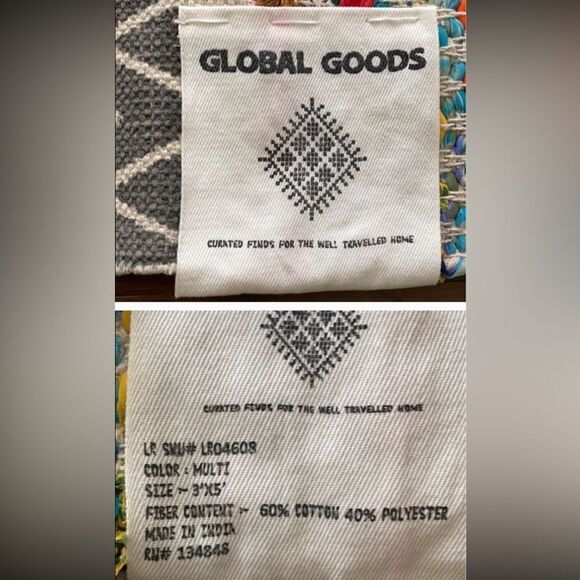 GLOBAL GOODS
CURATED FINDS FOR THE WELL TRAVELLED HOME
CURATED FINDS FOR THE WELL TRAVELLED HOME
LR SKU# LR04608
COLOR : MULTI
SIZE :- 3'X5'
FIBER CONTENT :- 60% COTTON 40% POLYESTER
MADE IN INDIA
RN# 134848